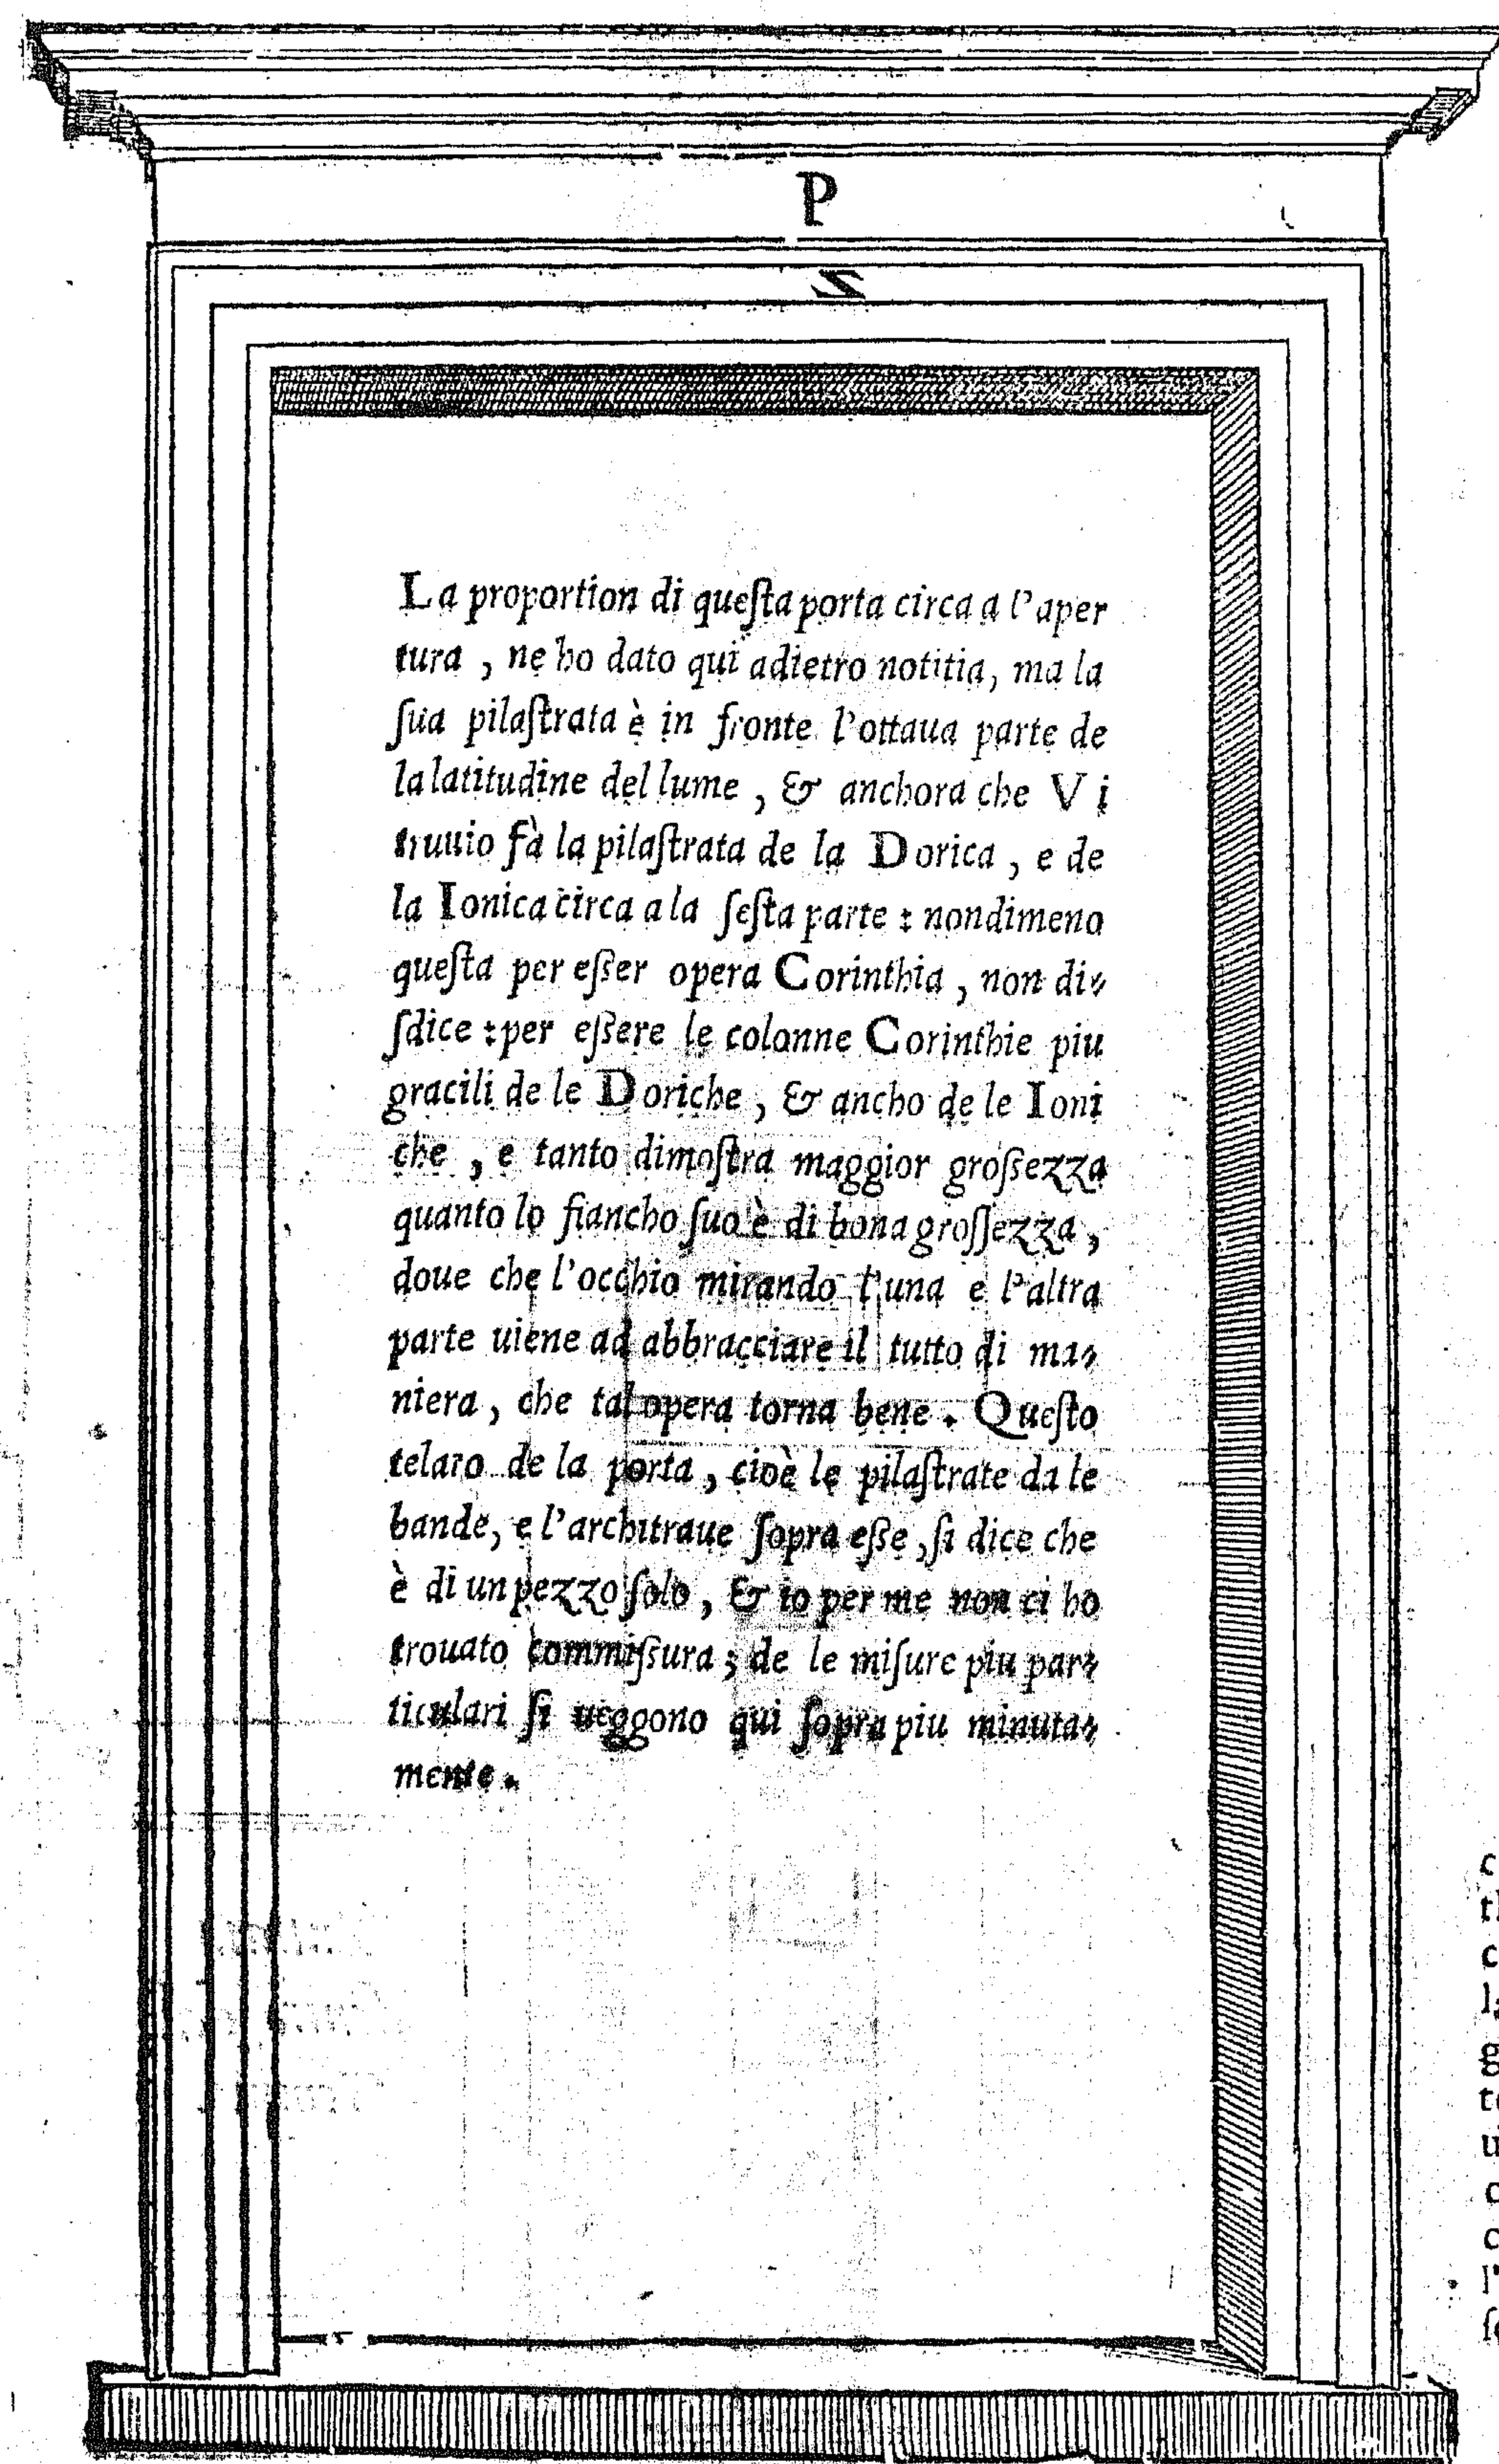 P
Z
La proportion di queſta porta circa a l'aper
tura, ne ho dato qui adietro notitia, ma la
ſua pilaſtrata è in fronte l'ottaua parte de
la latitudine del lume, & anchora che Vi
truuio fà la pilaſtrata de la Dorica, e de
la Ionica circa a la ſeſta parte: nondimeno
queſta per eſſer opera Corinthia, non di-
ſdice: per eſſere le colonne Corinthie piu
gracili de le Doriche, & ancho de le Ioni
che, e tanto dimoſtra maggior groſſezza
quanto lo fiancho ſuo è di bona groſſezza,
doue che l'occhio mirando l'una e l'altra
parte uiene ad abbracciare il tutto di ma-
niera, che tal opera torna bene. Queſto
telaro de la porta, cioè le pilaſtrate da le
bande, e l'architraue ſopra eſſe, ſi dice che
è di un pezzo ſolo, & io per me non ci ho
trouato commiſſura; de le miſure piu par-
ticulari ſi ueggono qui ſopra piu minuta-
mente.